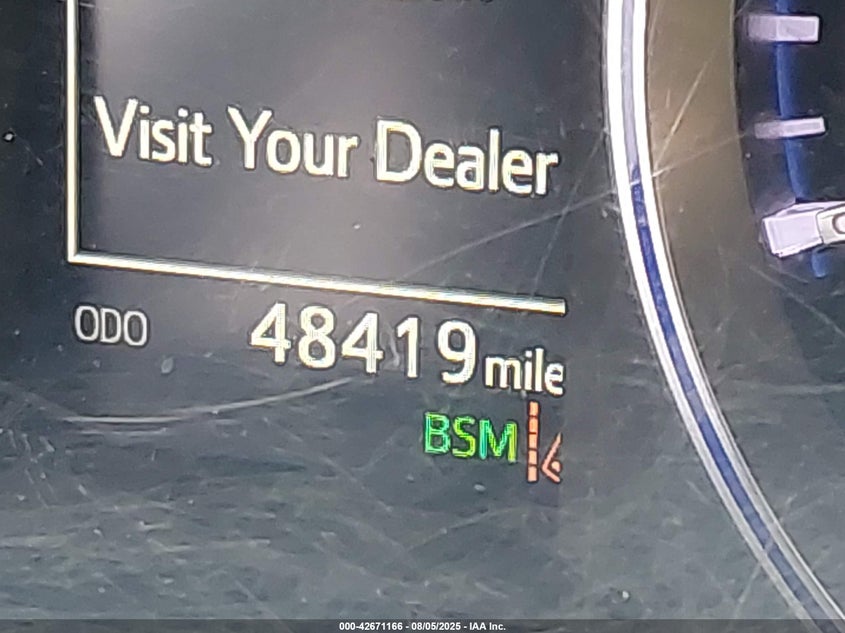 Visit Your Dealer
ODO 48419 mile
BSM
000-42671166 - 08/05/2025 - IAA Inc.